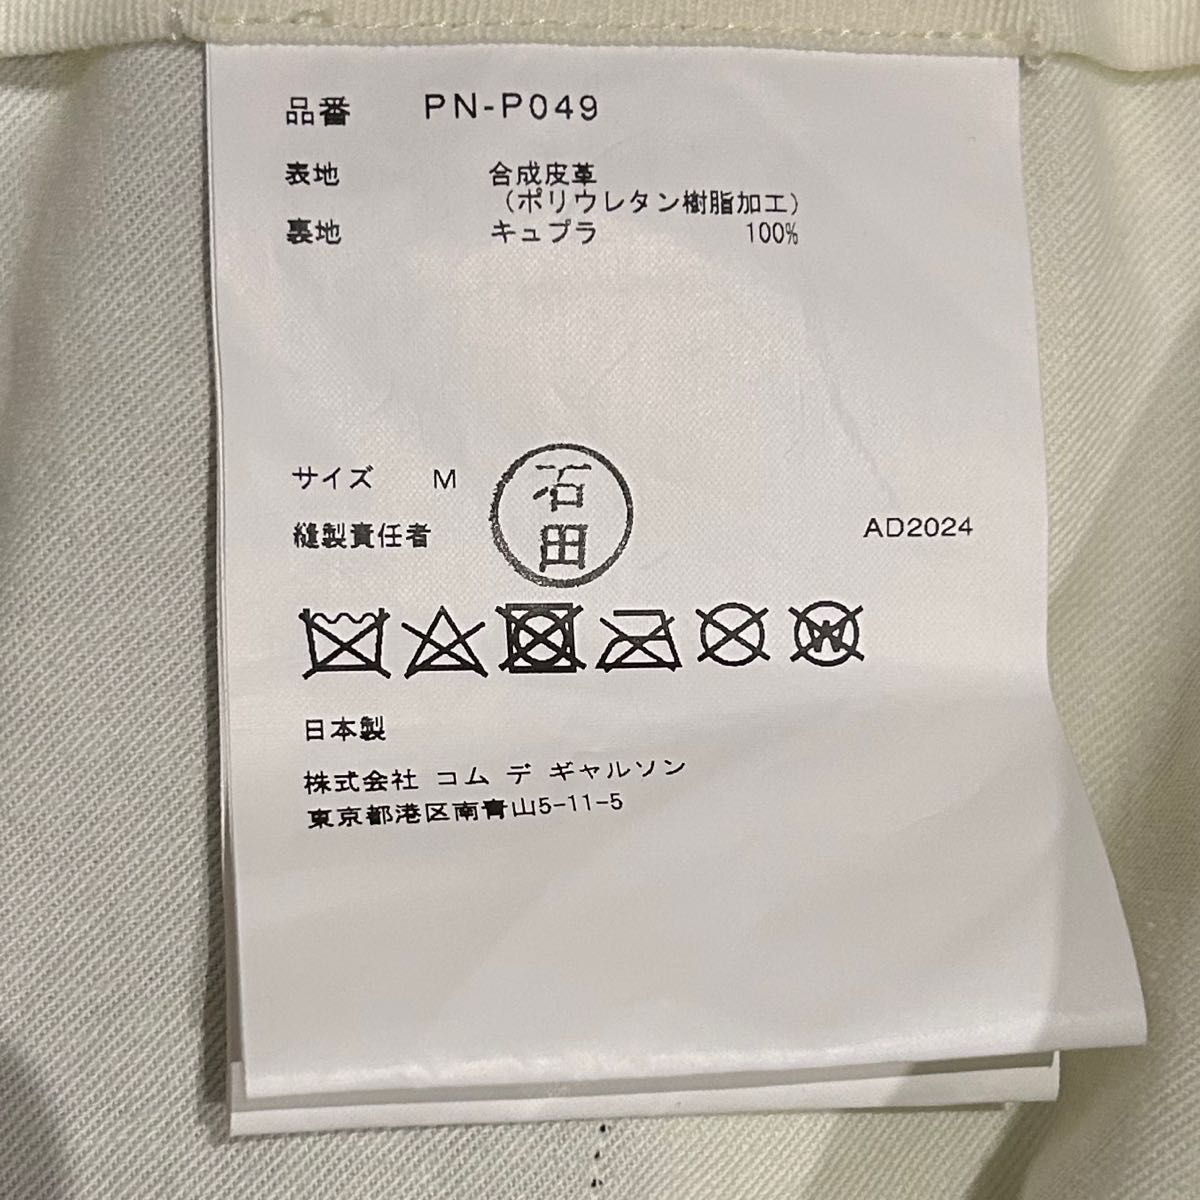 品番 PN-P049
表地 合成皮革
(ポリウレタン樹脂加工)
裏地 キュプラ 100%
サイズ M
石田
縫製責任者
AD2024
日本製
株式会社 コム デ ギャルソン
東京都港区南青山5-11-5